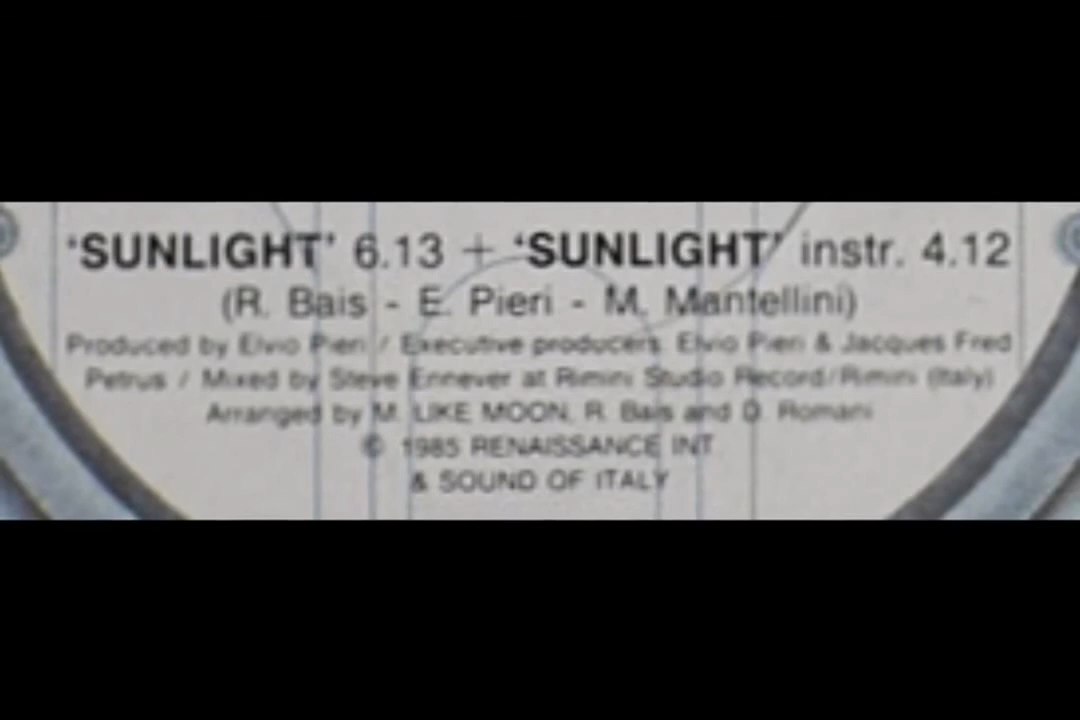 'SUNLIGHT' 6.13 + 'SUNLIGHT' instr. 4.12
(R. Bais - E. Pieri - M. Mantellini)
Produced by Elvio Pieri / Executive producers: Elvio Pieri & Jacques Fred
Petrus / Mixed by Steve Ennever at Rimini Studio Record/Rimini (Italy)
Arranged by M. LIKE MOON, R. Bais and D. Romani
© 1985 RENAISSANCE INT.
& SOUND OF ITALY